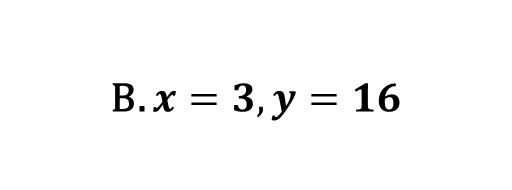 B. x = 3, y = 16